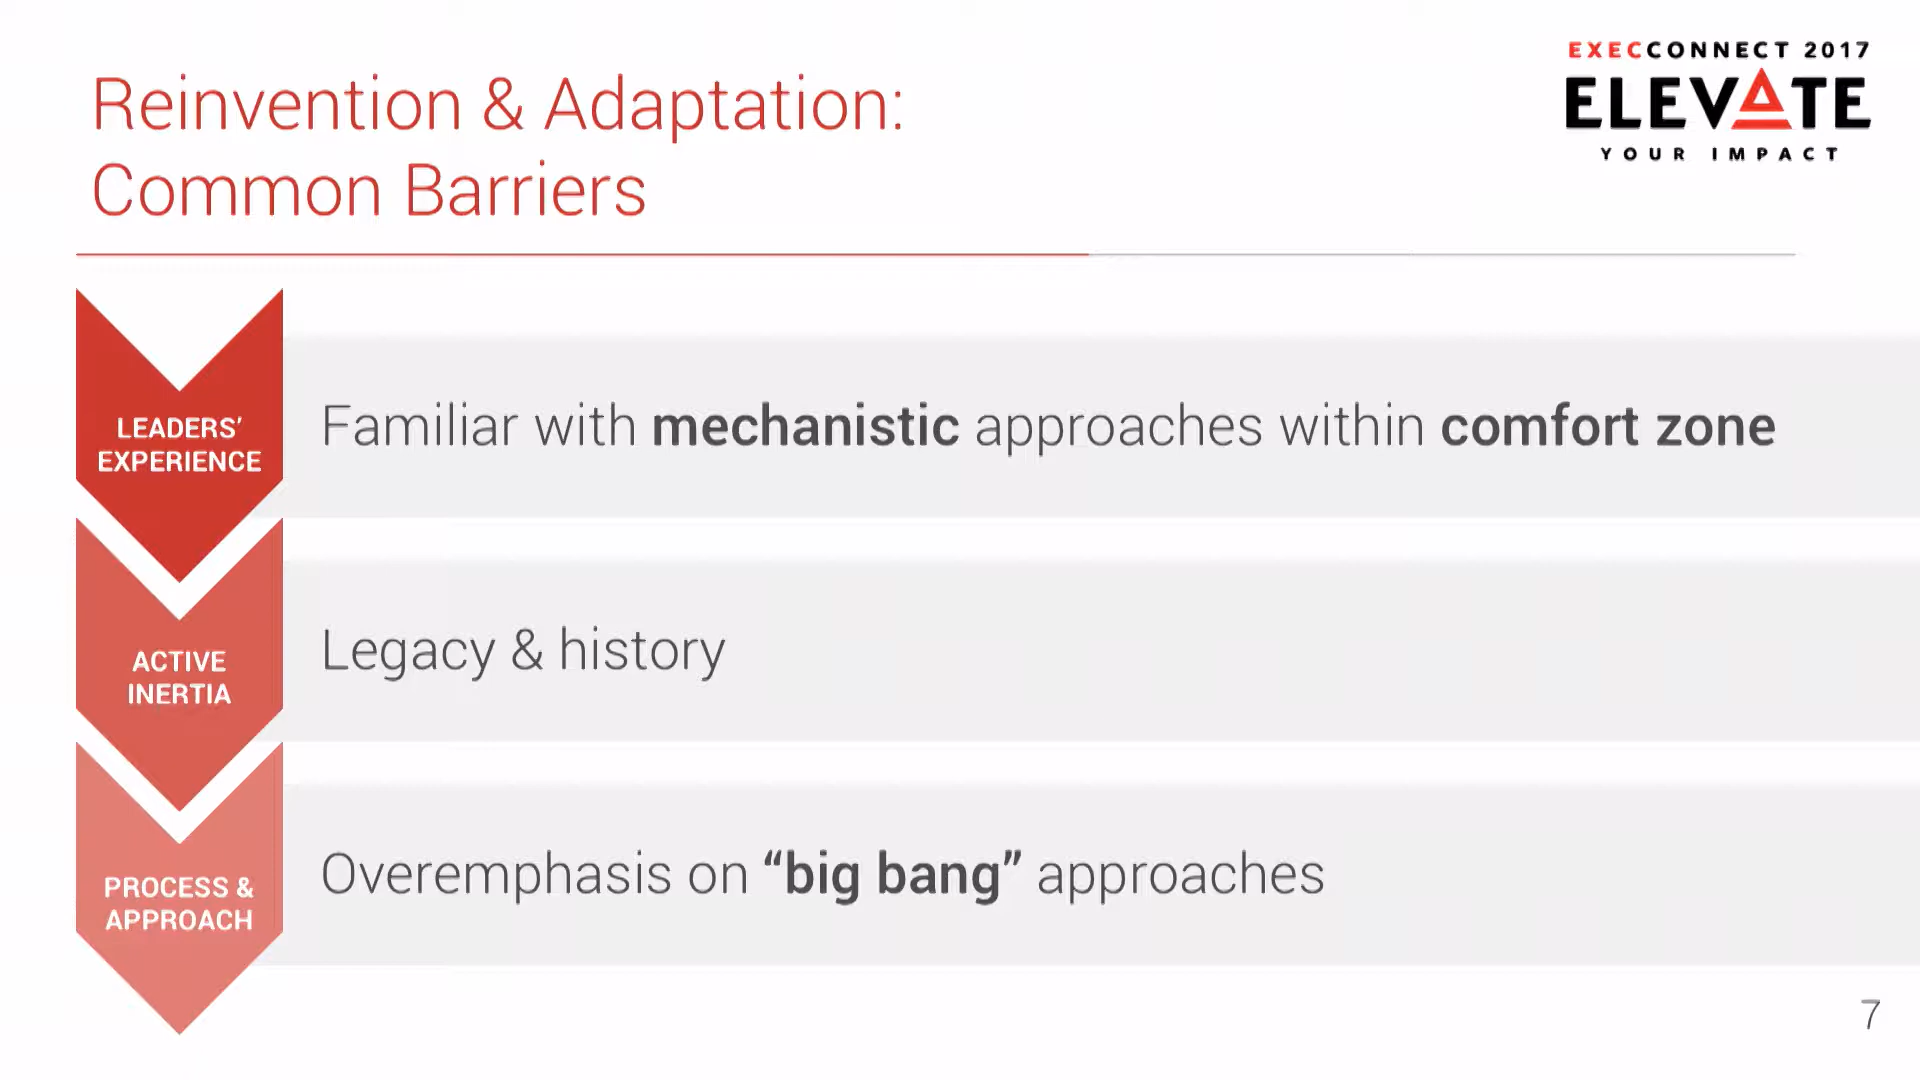 EXECCONNECT 2017
ELEVATE
YOUR IMPACT
Reinvention & Adaptation:
Common Barriers
LEADERS’
EXPERIENCE
Familiar with mechanistic approaches within comfort zone
ACTIVE
INERTIA
Legacy & history
PROCESS &
APPROACH
Overemphasis on “big bang” approaches
7